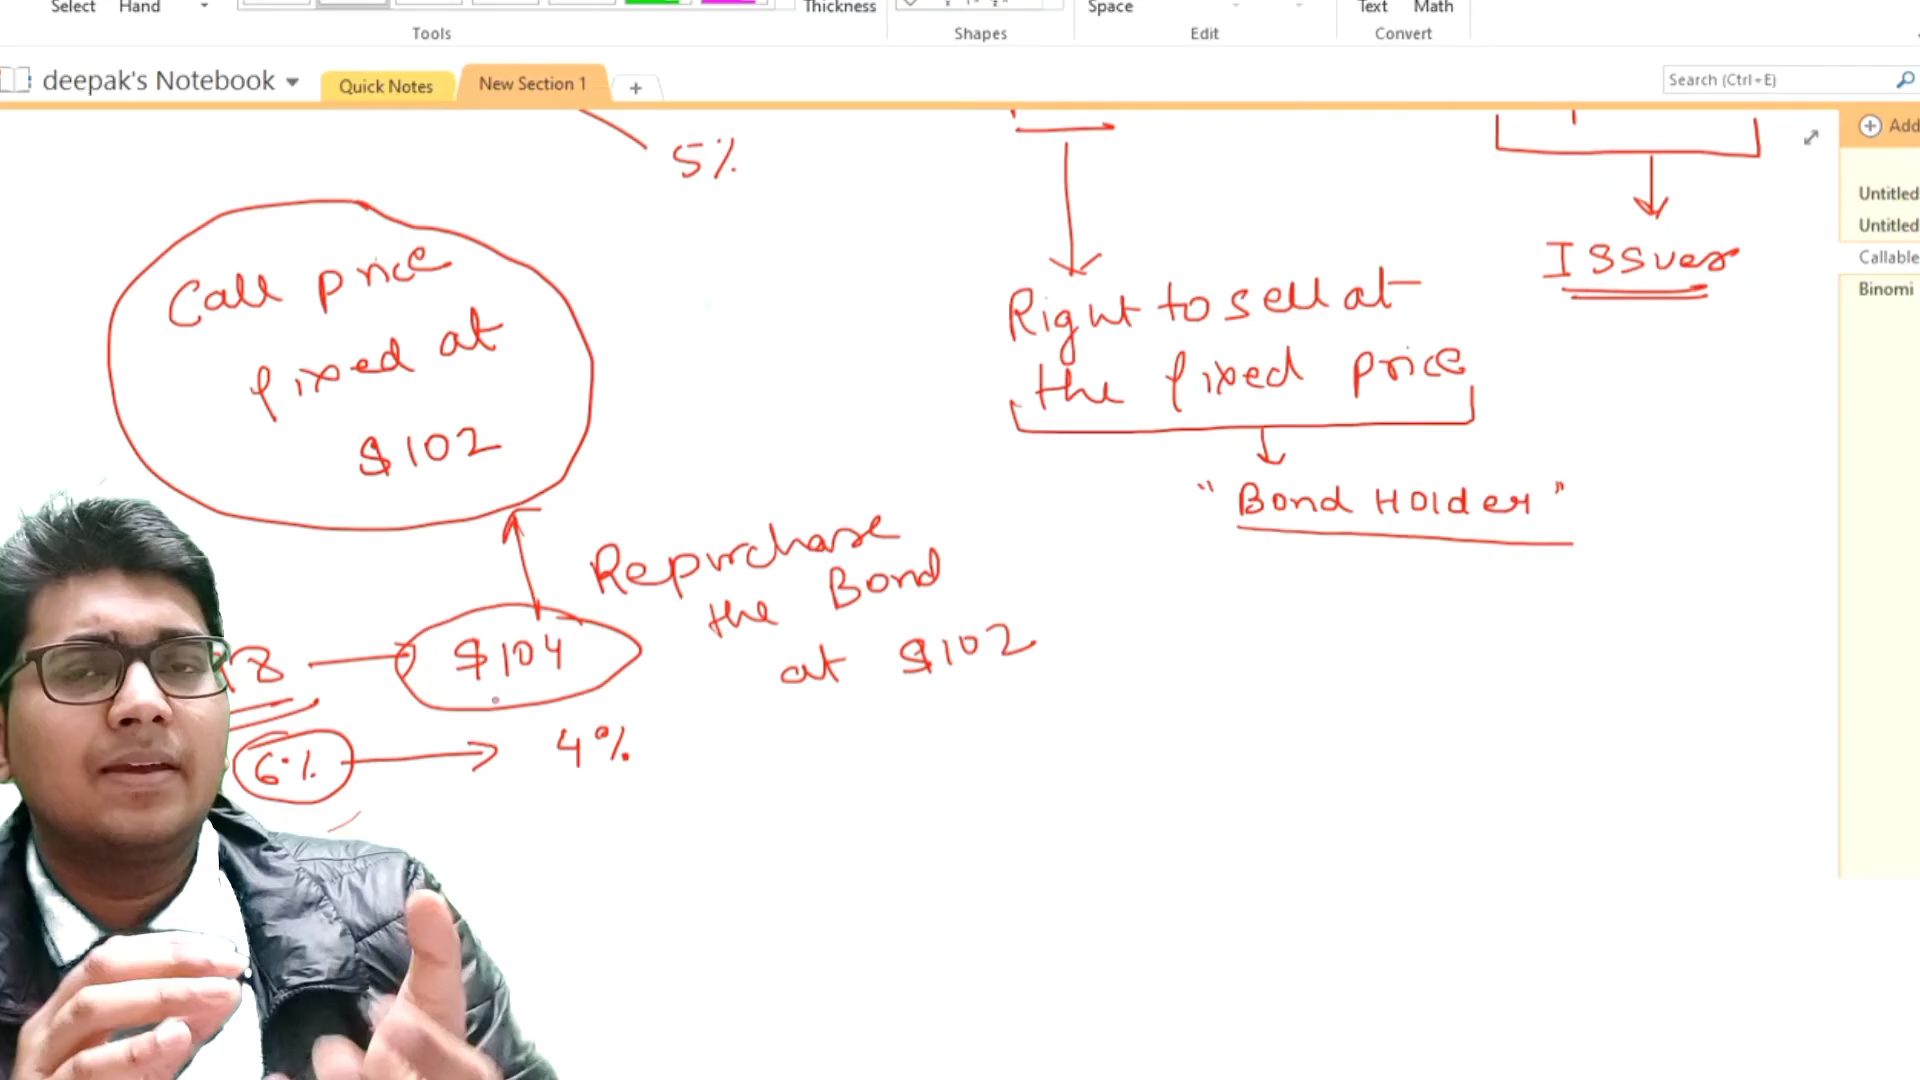 Select
Hand
Thickness
Space
Text
Math
Tools
Shapes
Edit
Convert
deepak's Notebook
Quick Notes
New Section 1
+
Search (Ctrl+E)
Add
Untitled
Untitled
Callable
Binomi
5%
Call price
fixed at
$102
$104
Repurchase
the Bond
at $102
6%
4%
Right to sell at
the fixed price
"Bond Holder"
Issuer